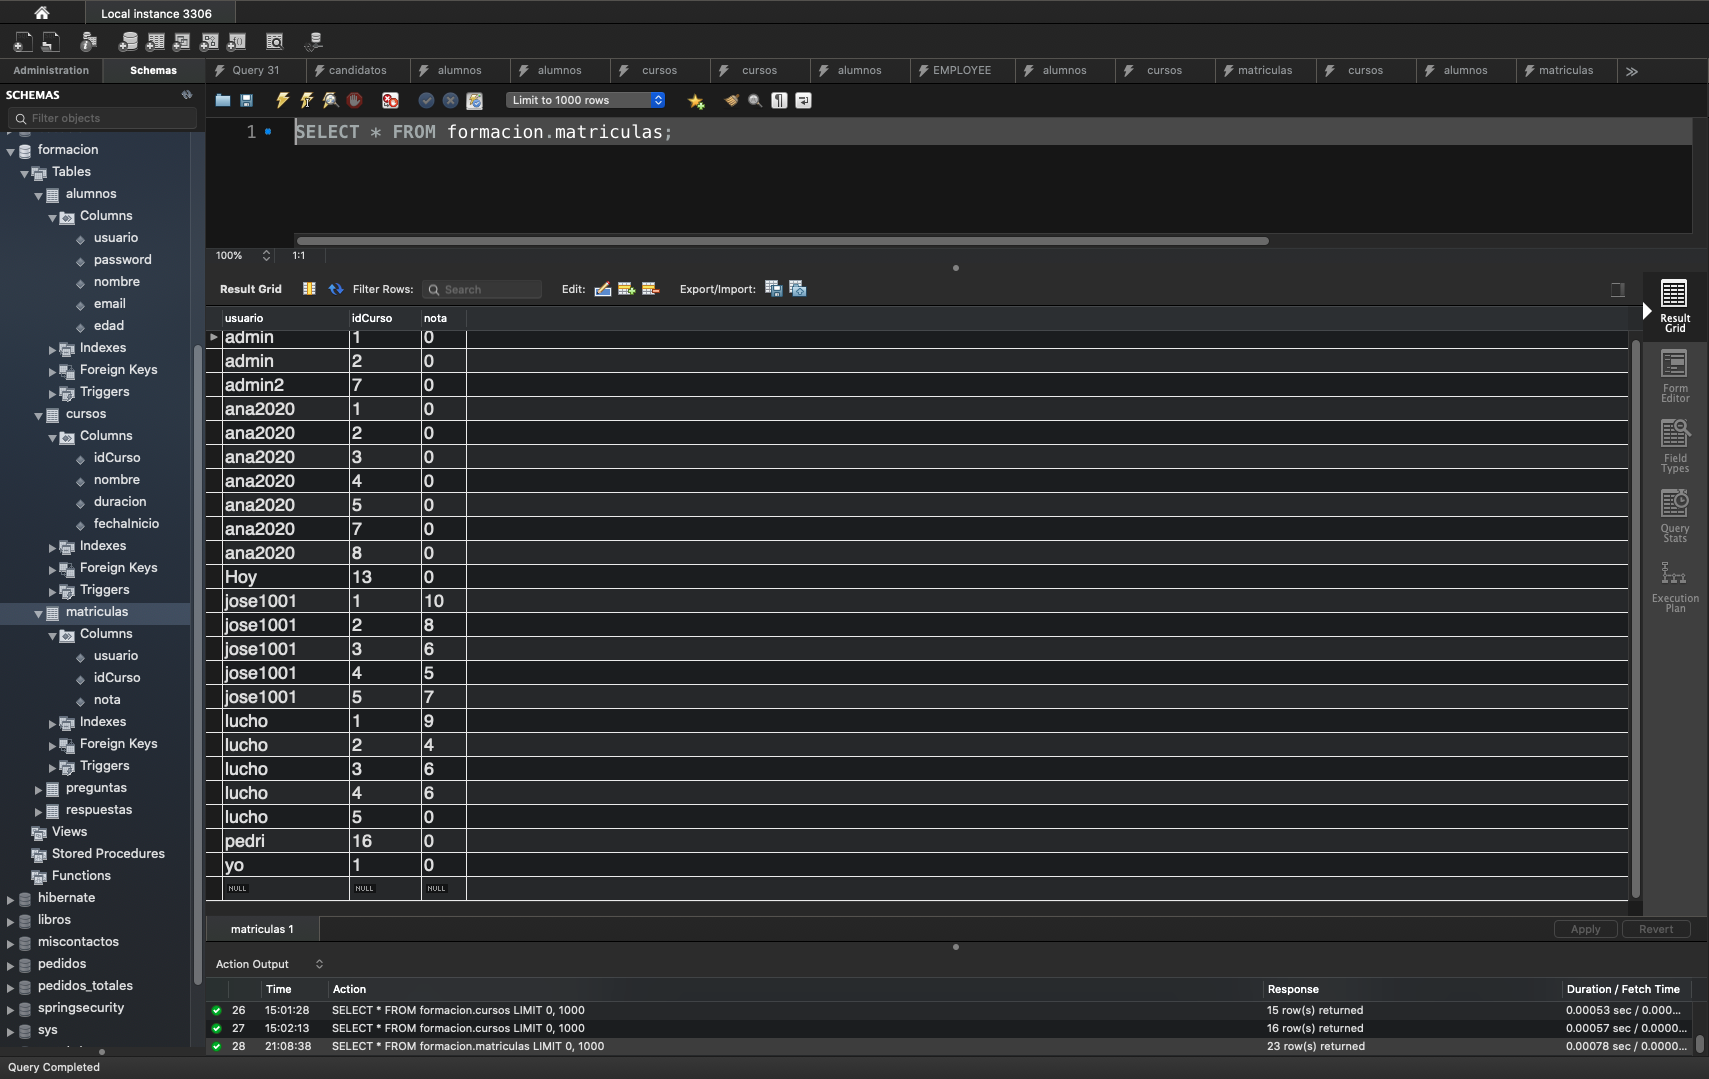 Local instance 3306
Administration Schemas
Query 31 candidatos alumnos alumnos cursos cursos alumnos EMPLOYEE alumnos cursos matriculas cursos alumnos matriculas
SCHEMAS
Filter objects
formacion
Tables
alumnos
Columns
usuario
password
nombre
email
edad
Indexes
Foreign Keys
Triggers
cursos
Columns
idCurso
nombre
duracion
fechaInicio
Indexes
Foreign Keys
Triggers
matriculas
Columns
usuario
idCurso
nota
Indexes
Foreign Keys
Triggers
preguntas
respuestas
Views
Stored Procedures
Functions
hibernate
libros
miscontactos
pedidos
pedidos_totales
springsecurity
sys
Limit to 1000 rows
1 SELECT * FROM formacion.matriculas;
100% 1:1
Result Grid Filter Rows: Search Edit: Export/Import:
usuario idCurso nota
admin 1 0
admin 2 0
admin2 7 0
ana2020 1 0
ana2020 2 0
ana2020 3 0
ana2020 4 0
ana2020 5 0
ana2020 7 0
ana2020 8 0
Hoy 13 0
jose1001 1 10
jose1001 2 8
jose1001 3 6
jose1001 4 5
jose1001 5 7
lucho 1 9
lucho 2 4
lucho 3 6
lucho 4 6
lucho 5 0
pedri 16 0
yo 1 0
NULL NULL NULL
Result
Grid
Form
Editor
Field
Types
Query
Stats
Execution
Plan
matriculas 1
Apply Revert
Action Output
Time Action Response Duration / Fetch Time
26 15:01:28 SELECT * FROM formacion.cursos LIMIT 0, 1000 15 row(s) returned 0.00053 sec / 0.000...
27 15:02:13 SELECT * FROM formacion.cursos LIMIT 0, 1000 16 row(s) returned 0.00057 sec / 0.0000...
28 21:08:38 SELECT * FROM formacion.matriculas LIMIT 0, 1000 23 row(s) returned 0.00078 sec / 0.0000...
Query Completed